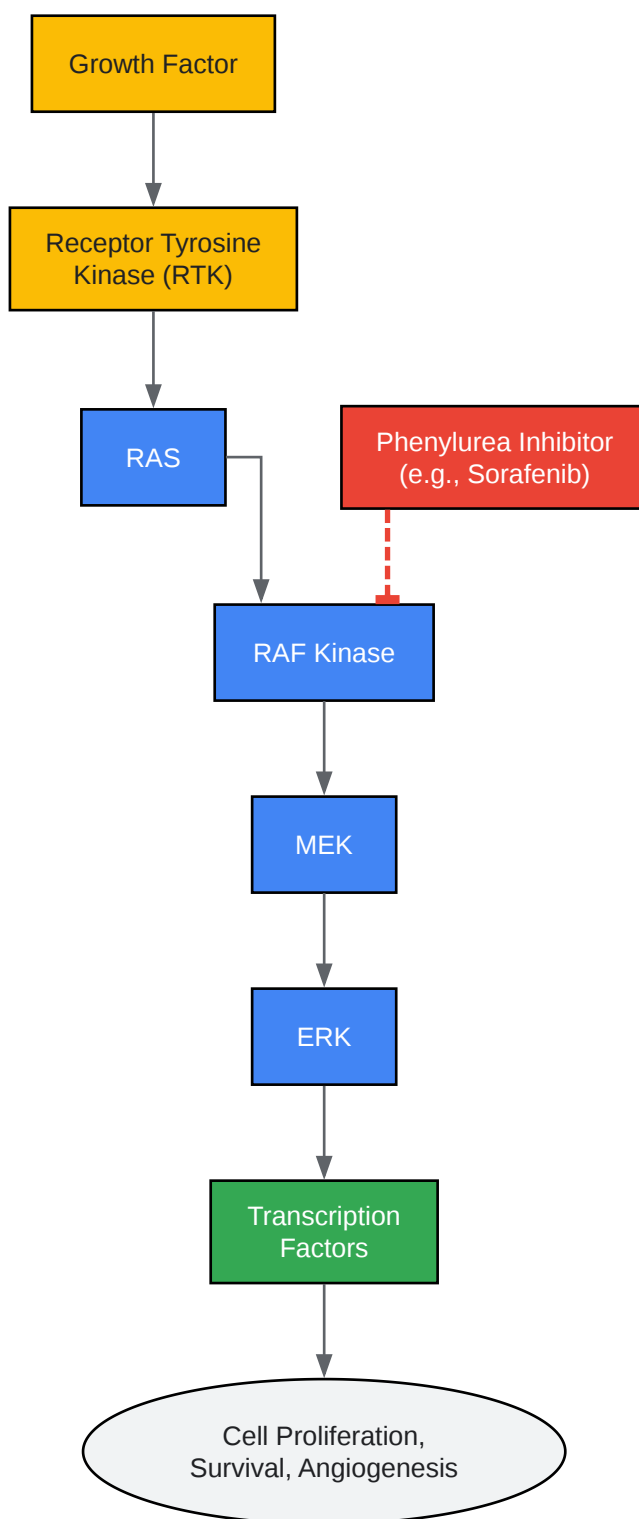 Growth Factor
Receptor Tyrosine
Kinase (RTK)
RAS
Phenylurea Inhibitor
(e.g., Sorafenib)
RAF Kinase
MEK
ERK
Transcription
Factors
Cell Proliferation,
Survival, Angiogenesis